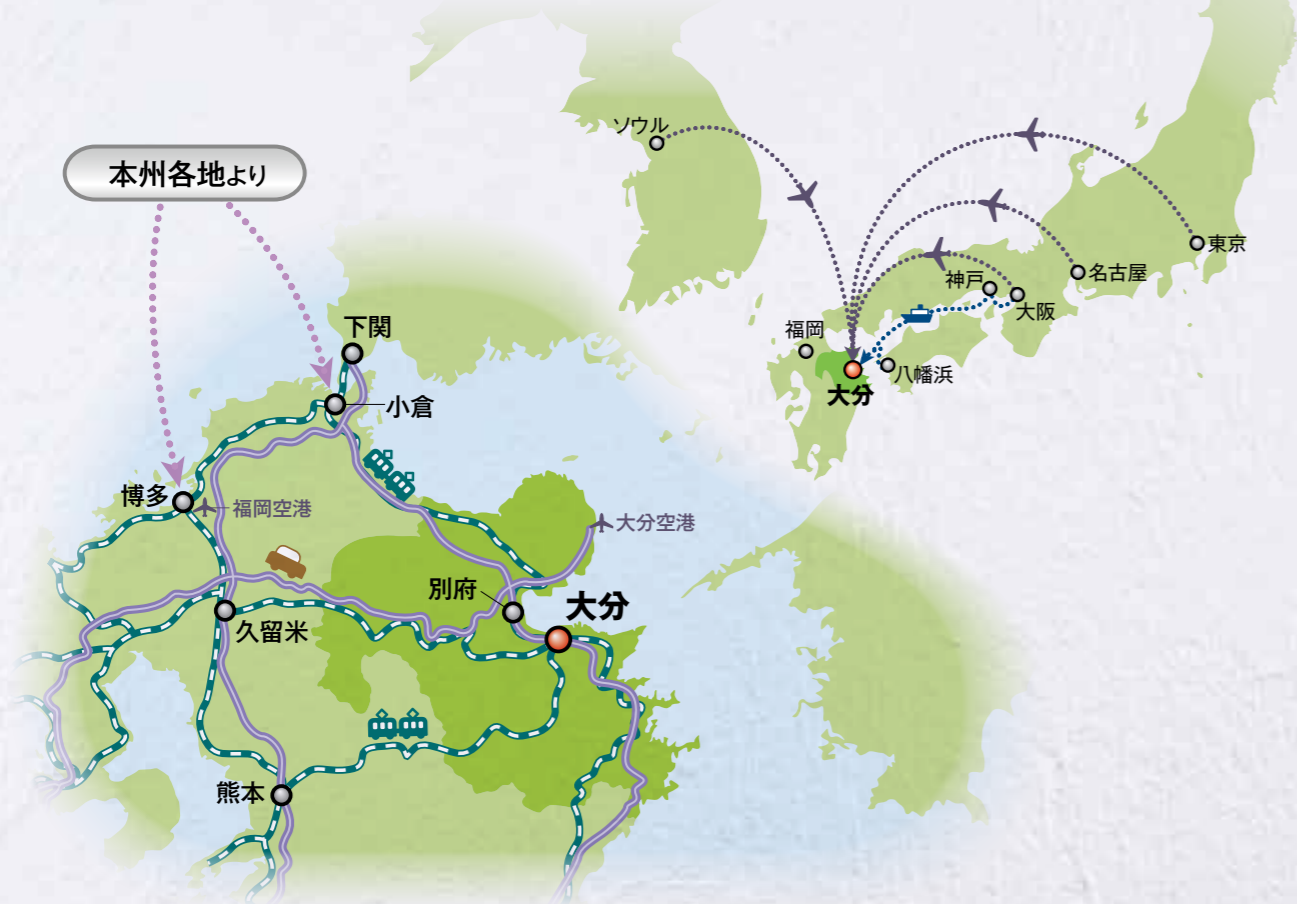 ソウル
本州各地より
東京
名古屋
神戸
大阪
福岡
八幡浜
大分
下関
小倉
博多
福岡空港
大分空港
別府
大分
久留米
熊本